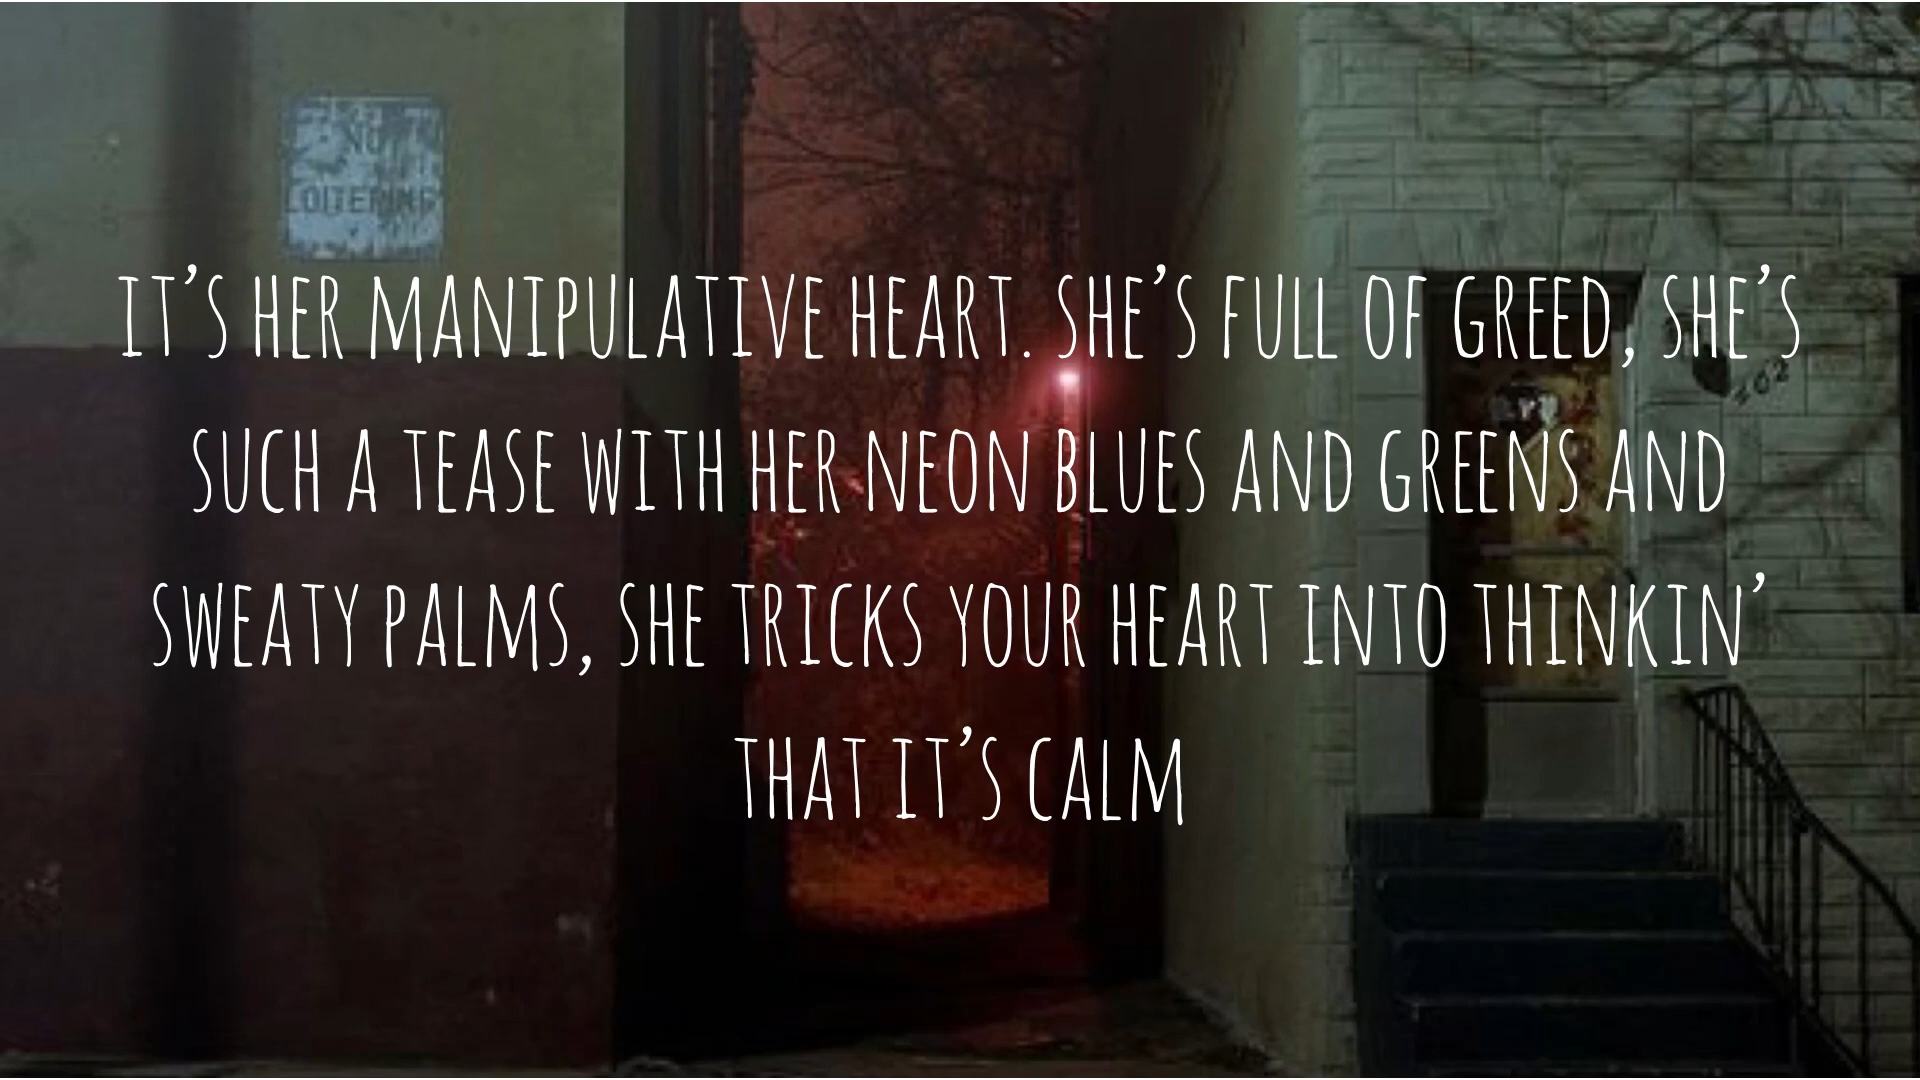 NO
LOITERING
IT'S HER MANIPULATIVE HEART. SHE'S FULL OF GREED, SHE'S
SUCH A TEASE WITH HER NEON BLUES AND GREENS AND
SWEATY PALMS, SHE TRICKS YOUR HEART INTO THINKIN'
THAT IT'S CALM